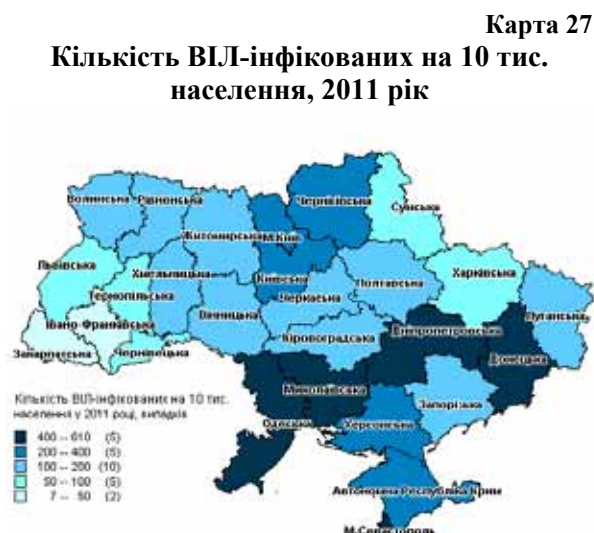 Карта 27
Кількість ВІЛ-інфікованих на 10 тис.
населення, 2011 рік
Волинська
Рівненська
Чернігівська
Сумська
Житомирська
М.Київ
Львівська
Хмельницька
Київська
Полтавська
Харківська
Тернопільська
Черкаська
Івано-Франківська
Вінницька
Луганська
Кіровоградська
Дніпропетровська
Закарпатська
Чернівецька
Донецька
Миколаївська
Запорізька
Одеська
Херсонська
Автономна Республіка Крим
М.Севастополь
Кількість ВІЛ-інфікованих на 10 тис.
населення у 2011 році, випадків
400 -- 610 (5)
200 -- 400 (5)
100 -- 200 (10)
50 -- 100 (5)
7 -- 50 (2)